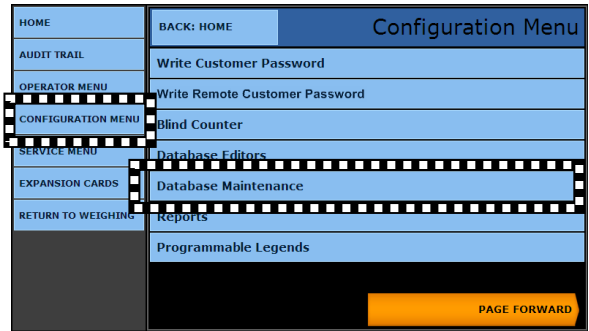 HOME
AUDIT TRAIL
OPERATOR MENU
CONFIGURATION MENU
SERVICE MENU
EXPANSION CARDS
RETURN TO WEIGHING
BACK: HOME
Configuration Menu
Write Customer Password
Write Remote Customer Password
Blind Counter
Database Editors
Database Maintenance
Reports
Programmable Legends
PAGE FORWARD